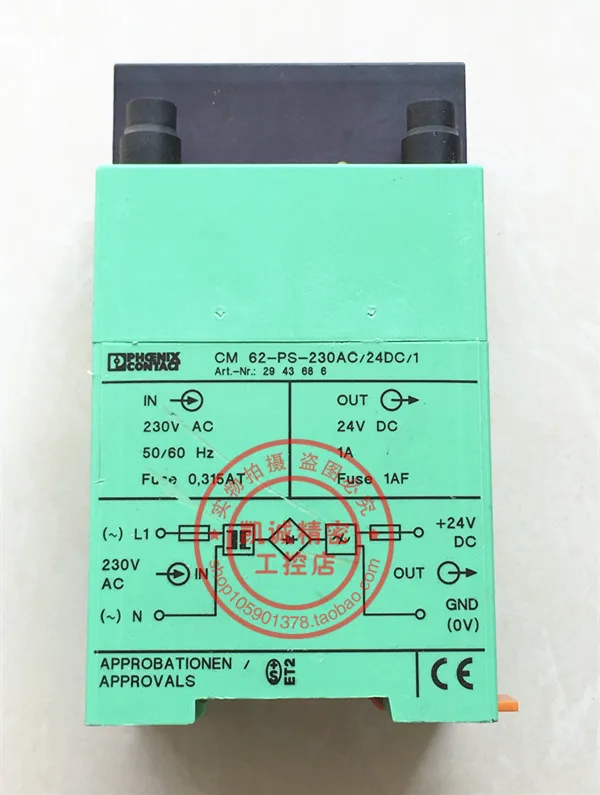 PHŒNIX
CONTACT
CM 62-PS-230AC/24DC/1
Art.-Nr.: 29 43 68 6
IN
230V AC
50/60 Hz
Fuse 0,315AT
OUT
24V DC
1A
Fuse 1AF
(~) L1
+24V
DC
230V
AC
IN
OUT
(~) N
GND
(0V)
实物拍摄 盗图必究
凯诚精密
工控店
shop105901378.taobao.com
APPROBATIONEN /
APPROVALS
S+
ET2
CE